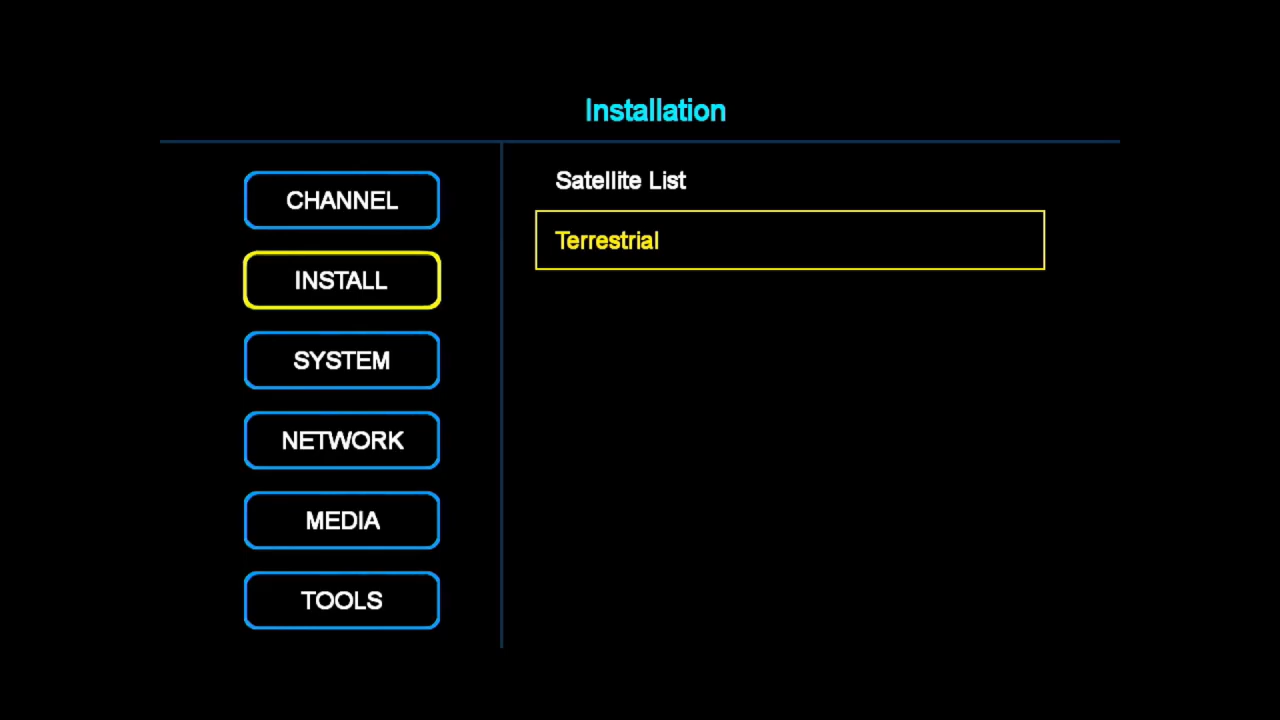 Installation
CHANNEL
INSTALL
SYSTEM
NETWORK
MEDIA
TOOLS
Satellite List
Terrestrial